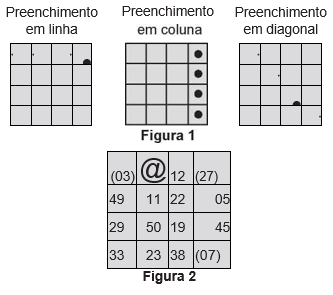 Preenchimento Preenchimento Preenchimento
em linha em coluna em diagonal
Figura 1
(03) @ 12 (27)
49 11 22 05
29 50 19 45
33 23 38 (07)
Figura 2